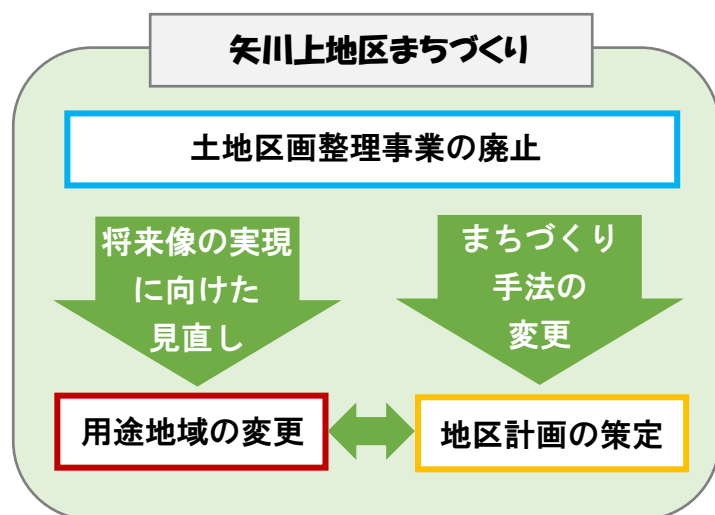 矢川上地区まちづくり
土地区画整理事業の廃止
将来像の実現
に向けた
見直し
まちづくり
手法の
変更
用途地域の変更
地区計画の策定